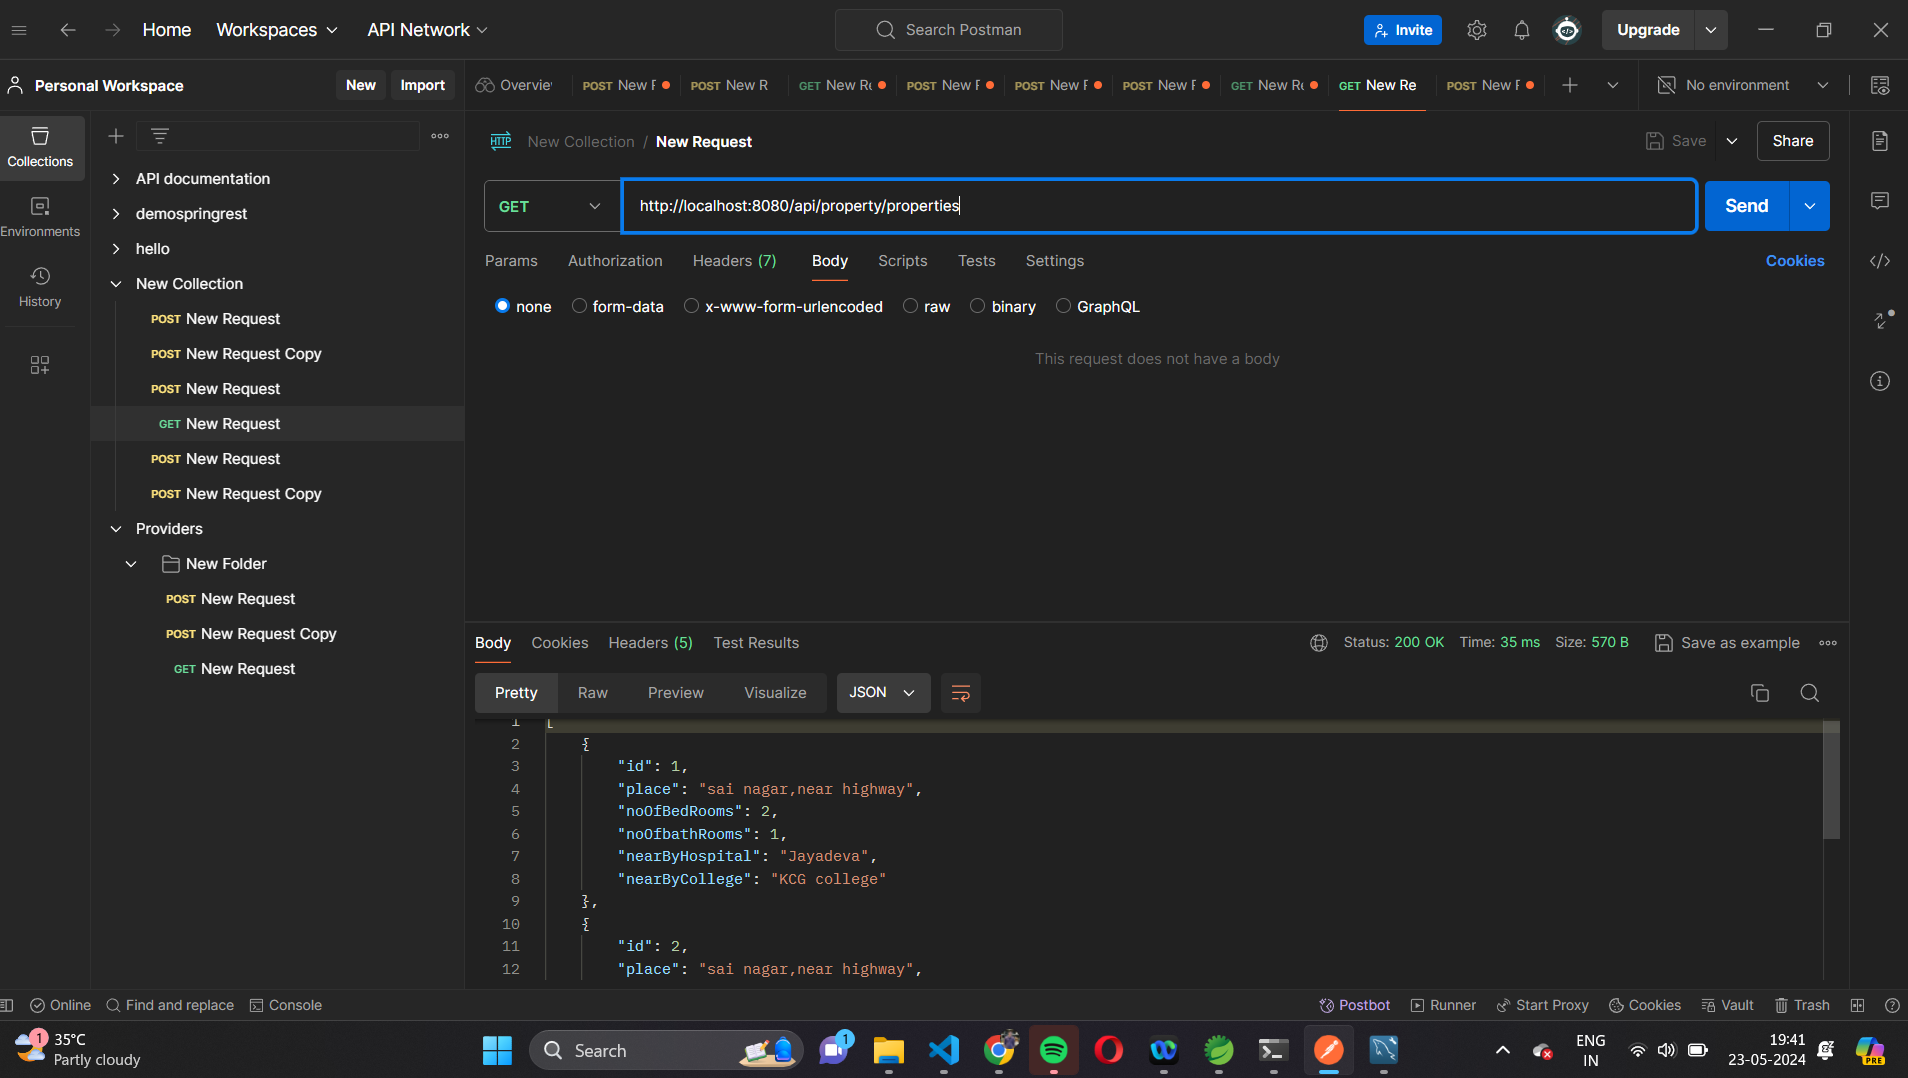 Home
Workspaces
API Network
Search Postman
Invite
Upgrade
Personal Workspace
New
Import
Overvie
POST New F
POST New R
GET New Re
POST New F
POST New F
POST New F
GET New Re
GET New Re
POST New F
No environment
Collections
Environments
History
API documentation
demospringrest
hello
New Collection
POST New Request
POST New Request Copy
POST New Request
GET New Request
POST New Request
POST New Request Copy
Providers
New Folder
POST New Request
POST New Request Copy
GET New Request
HTTP
New Collection / New Request
Save
Share
GET
http://localhost:8080/api/property/properties
Send
Params
Authorization
Headers (7)
Body
Scripts
Tests
Settings
Cookies
none
form-data
x-www-form-urlencoded
raw
binary
GraphQL
This request does not have a body
Body
Cookies
Headers (5)
Test Results
Status: 200 OK
Time: 35 ms
Size: 570 B
Save as example
Pretty
Raw
Preview
Visualize
JSON
1 [
2 {
3 "id": 1,
4 "place": "sai nagar,near highway",
5 "noOfBedRooms": 2,
6 "noOfbathRooms": 1,
7 "nearByHospital": "Jayadeva",
8 "nearByCollege": "KCG college"
9 },
10 {
11 "id": 2,
12 "place": "sai nagar,near highway",
Online
Find and replace
Console
Postbot
Runner
Start Proxy
Cookies
Vault
Trash
1
35°C
Partly cloudy
Search
1
ENG
IN
19:41
23-05-2024
PRE